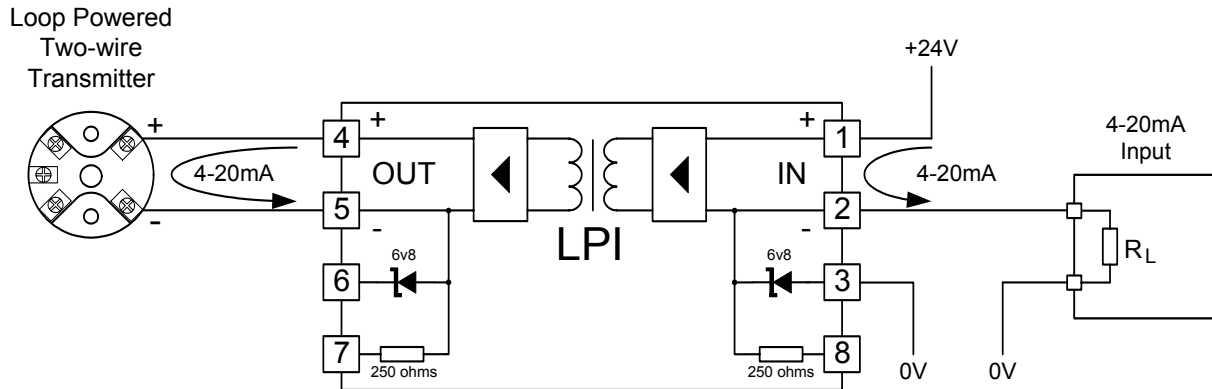 Loop Powered
Two-wire
Transmitter
+24V
4-20mA
Input
+
-
4-20mA
4
+
+
1
OUT
IN
4-20mA
5
-
-
2
LPI
RL
6
6v8
6v8
3
7
250 ohms
250 ohms
8
0V
0V